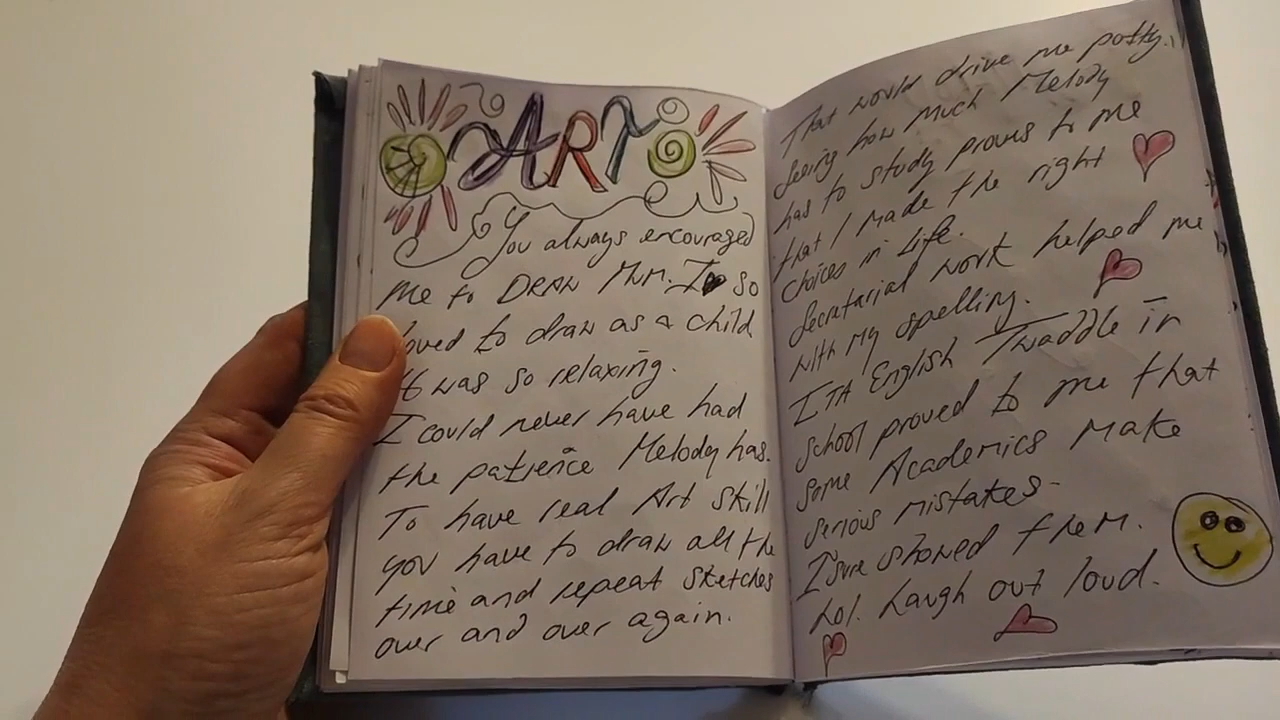 ART
You always encouraged
me to DRAW MUM. I so
loved to draw as a child
It was so relaxing.
I could never have had
the patience Melody has.
To have real Art skill
you have to draw all the
time and repeat sketches
over and over again.
That would drive me potty.
Seeing how much Melody
has to study proves to me
that I made the right
choices in Life.
Secretarial work helped me
with my spelling.
ITA English Twaddle in
school proved to me that
some Academics make
serious mistakes-
I sure showed them.
Lol. Laugh out loud.